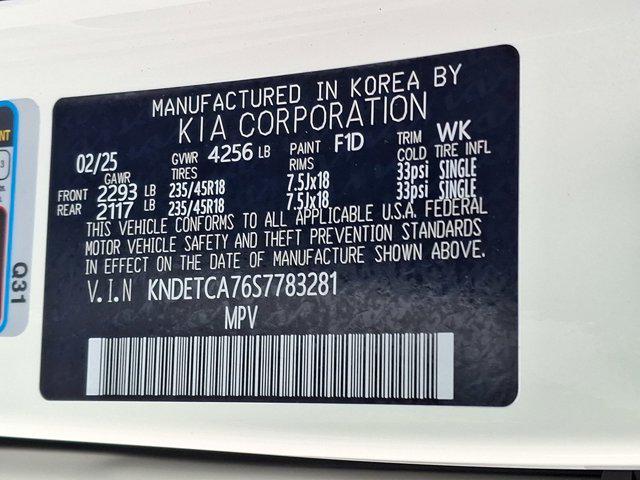 MANUFACTURED IN KOREA BY
KIA CORPORATION
02/25 GVWR 4256 LB PAINT F1D TRIM WK
GAWR TIRES RIMS COLD TIRE INFL
FRONT 2293 LB 235/45R18 7.5Jx18 33psi SINGLE
REAR 2117 LB 235/45R18 7.5Jx18 33psi SINGLE
THIS VEHICLE CONFORMS TO ALL APPLICABLE U.S.A. FEDERAL
MOTOR VEHICLE SAFETY AND THEFT PREVENTION STANDARDS
IN EFFECT ON THE DATE OF MANUFACTURE SHOWN ABOVE.
V.I.N KNDETCA76S7783281
MPV
Q31